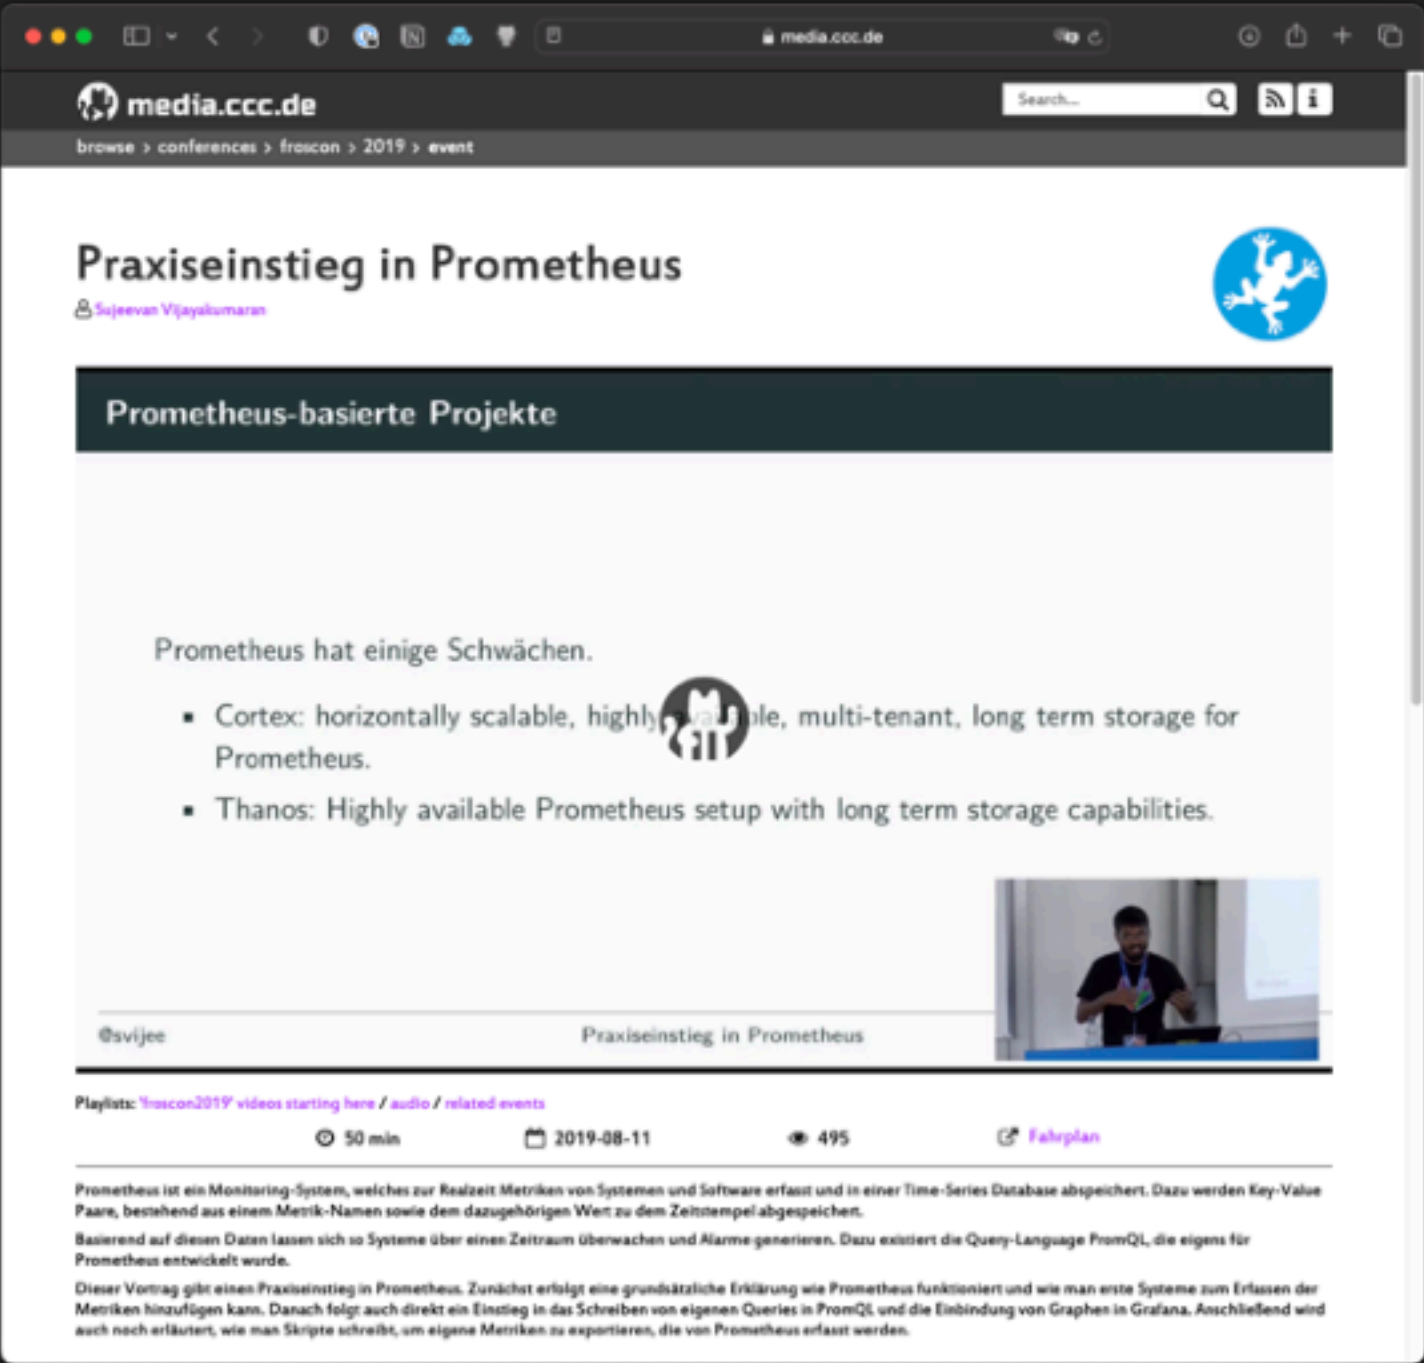 media.ccc.de
media.ccc.de
Search...
browse > conferences > froscon > 2019 > event
Praxiseinstieg in Prometheus
Sujeevan Vijayakumaran
Prometheus-basierte Projekte
Prometheus hat einige Schwächen.
▪ Cortex: horizontally scalable, highly available, multi-tenant, long term storage for
Prometheus.
▪ Thanos: Highly available Prometheus setup with long term storage capabilities.
@svijee
Praxiseinstieg in Prometheus
Playlists: 'froscon2019' videos starting here / audio / related events
50 min
2019-08-11
495
Fahrplan
Prometheus ist ein Monitoring-System, welches zur Realzeit Metriken von Systemen und Software erfasst und in einer Time-Series Database abspeichert. Dazu werden Key-Value
Paare, bestehend aus einem Metrik-Namen sowie dem dazugehörigen Wert zu dem Zeitstempel abgespeichert.
Basierend auf diesen Daten lassen sich so Systeme über einen Zeitraum überwachen und Alarme generieren. Dazu existiert die Query-Language PromQL, die eigens für
Prometheus entwickelt wurde.
Dieser Vortrag gibt einen Praxiseinstieg in Prometheus. Zunächst erfolgt eine grundsätzliche Erklärung wie Prometheus funktioniert und wie man erste Systeme zum Erfassen der
Metriken hinzufügen kann. Danach folgt auch direkt ein Einstieg in das Schreiben von eigenen Queries in PromQL und die Einbindung von Graphen in Grafana. Anschließend wird
auch noch erläutert, wie man Skripte schreibt, um eigene Metriken zu exportieren, die von Prometheus erfasst werden.